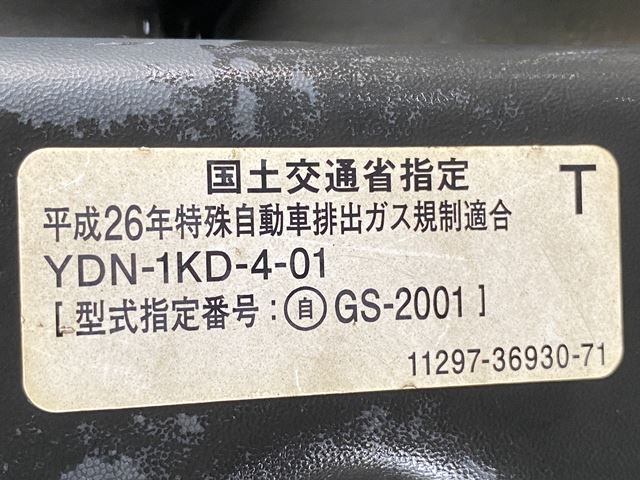 国土交通省指定
T
平成26年特殊自動車排出ガス規制適合
YDN-1KD-4-01
[ 型式指定番号 : ㊀自 GS-2001 ]
11297-36930-71